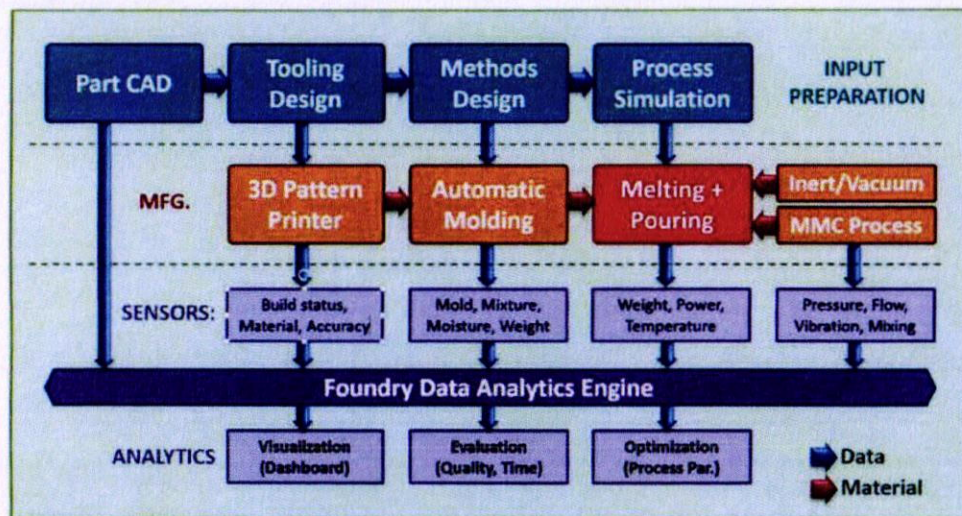 Part CAD
Tooling
Design
Methods
Design
Process
Simulation
INPUT
PREPARATION
MFG.
3D Pattern
Printer
Automatic
Molding
Melting +
Pouring
Inert/Vacuum
MMC Process
SENSORS:
Build status,
Material, Accuracy
Mold, Mixture,
Moisture, Weight
Weight, Power,
Temperature
Pressure, Flow,
Vibration, Mixing
Foundry Data Analytics Engine
ANALYTICS
Visualization
(Dashboard)
Evaluation
(Quality, Time)
Optimization
(Process Par.)
Data
Material